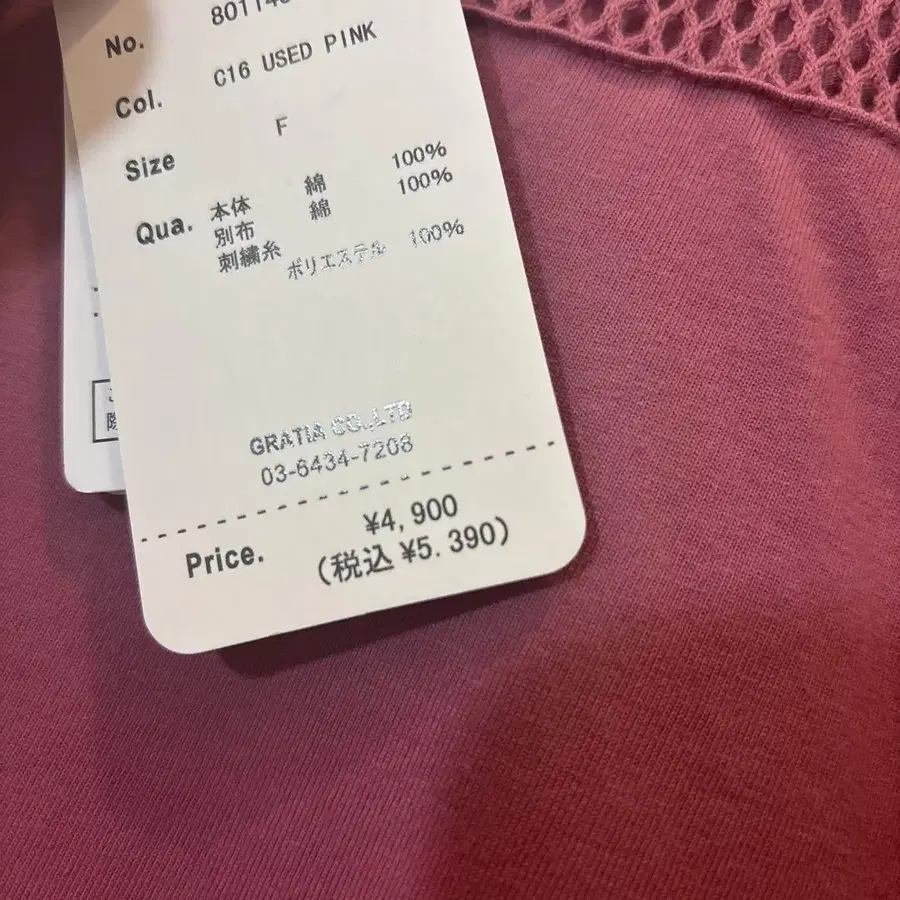 No.
Col. C16 USED PINK
Size F
Qua. 本体 綿 100%
別布 綿 100%
刺繍糸 ポリエステル 100%
GRATIA CO.,LTD
03-6434-7208
Price. ¥4,900
(税込 ¥5.390)